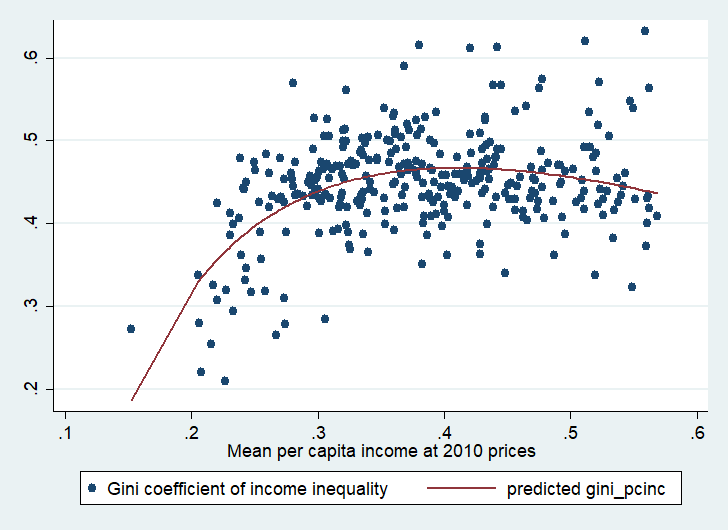 .6
.5
.4
.3
.2
.1 .2 .3 .4 .5 .6
Mean per capita income at 2010 prices
Gini coefficient of income inequality predicted gini_pcinc